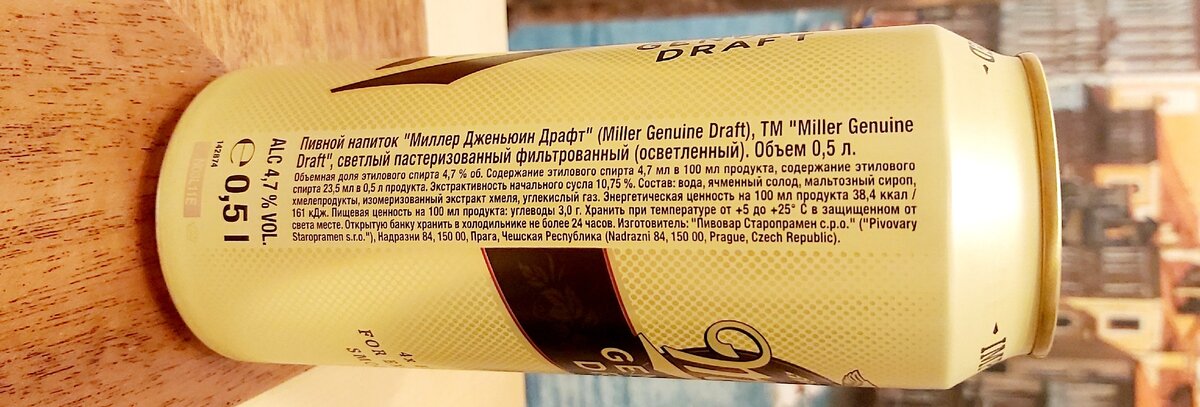 DRAFT
Пивной напиток "Миллер Дженьюин Драфт" (Miller Genuine Draft), ТМ "Miller Genuine
Draft", светлый пастеризованный фильтрованный (осветленный). Объем 0,5 л.
Объемная доля этилового спирта 4,7 % об. Содержание этилового спирта 4,7 мл в 100 мл продукта, содержание этилового
спирта 23,5 мл в 0,5 л продукта. Экстрактивность начального сусла 10,75 %. Состав: вода, ячменный солод, мальтозный сироп,
хмелепродукты, изомеризованный экстракт хмеля, углекислый газ. Энергетическая ценность на 100 мл продукта 38,4 ккал /
161 кДж. Пищевая ценность на 100 мл продукта: углеводы 3,0 г. Хранить при температуре от +5 до +25° С в защищенном от
света месте. Открытую банку хранить в холодильнике не более 24 часов. Изготовитель: "Пивовар Старопрамен с.р.о." ("Pivovary
Staropramen s.r.o."), Надразни 84, 150 00, Прага, Чешская Республика (Nadrazni 84, 150 00, Prague, Czech Republic).
ALC 4,7% VOL.
e 0,5 l
142874
FOR